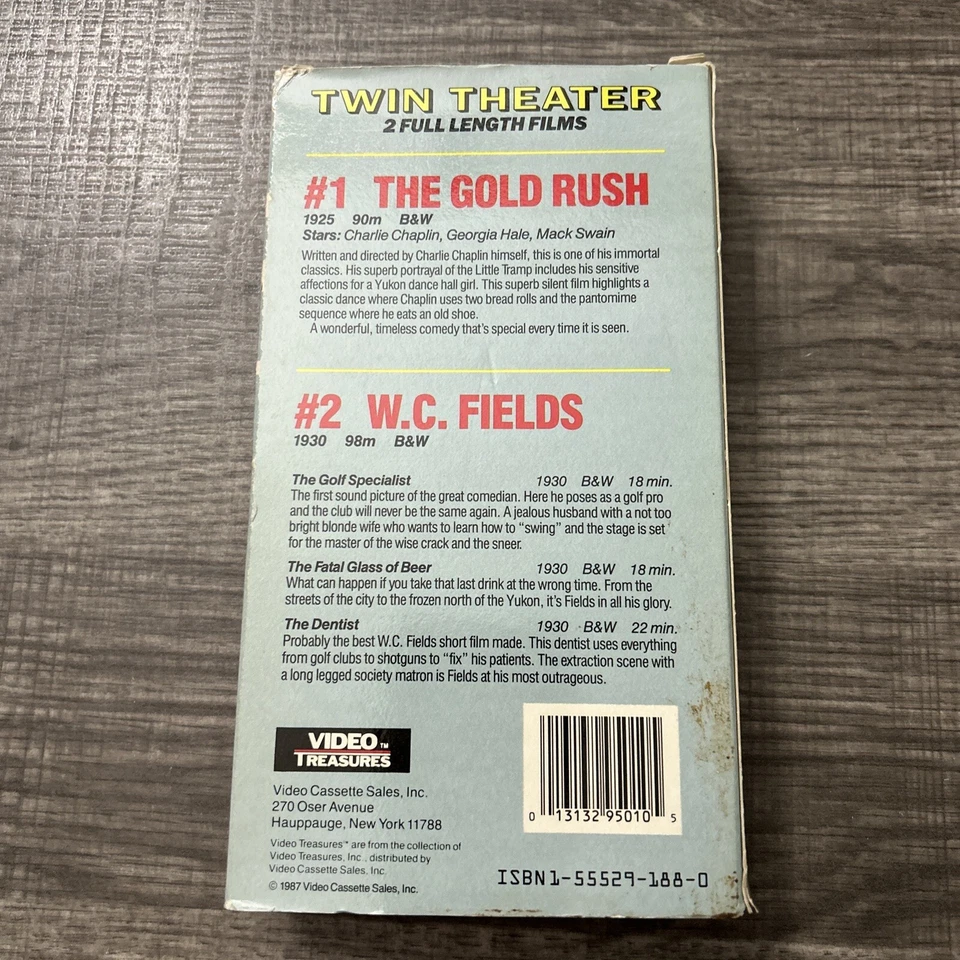 TWIN THEATER
2 FULL LENGTH FILMS
#1 THE GOLD RUSH
1925 90m B&W
Stars: Charlie Chaplin, Georgia Hale, Mack Swain
Written and directed by Charlie Chaplin himself, this is one of his immortal
classics. His superb portrayal of the Little Tramp includes his sensitive
affections for a Yukon dance hall girl. This superb silent film highlights a
classic dance where Chaplin uses two bread rolls and the pantomime
sequence where he eats an old shoe.
A wonderful, timeless comedy that's special every time it is seen.
#2 W.C. FIELDS
1930 98m B&W
The Golf Specialist 1930 B&W 18 min.
The first sound picture of the great comedian. Here he poses as a golf pro
and the club will never be the same again. A jealous husband with a not too
bright blonde wife who wants to learn how to "swing" and the stage is set
for the master of the wise crack and the sneer.
The Fatal Glass of Beer 1930 B&W 18 min.
What can happen if you take that last drink at the wrong time. From the
streets of the city to the frozen north of the Yukon, it's Fields in all his glory.
The Dentist 1930 B&W 22 min.
Probably the best W.C. Fields short film made. This dentist uses everything
from golf clubs to shotguns to "fix" his patients. The extraction scene with
a long legged society matron is Fields at his most outrageous.
VIDEO TM
TREASURES
Video Cassette Sales, Inc.
270 Oser Avenue
Hauppauge, New York 11788
Video Treasures™ are from the collection of
Video Treasures, Inc., distributed by
Video Cassette Sales, Inc.
© 1987 Video Cassette Sales, Inc.
0 13132 95010 5
ISBN 1-55529-188-0